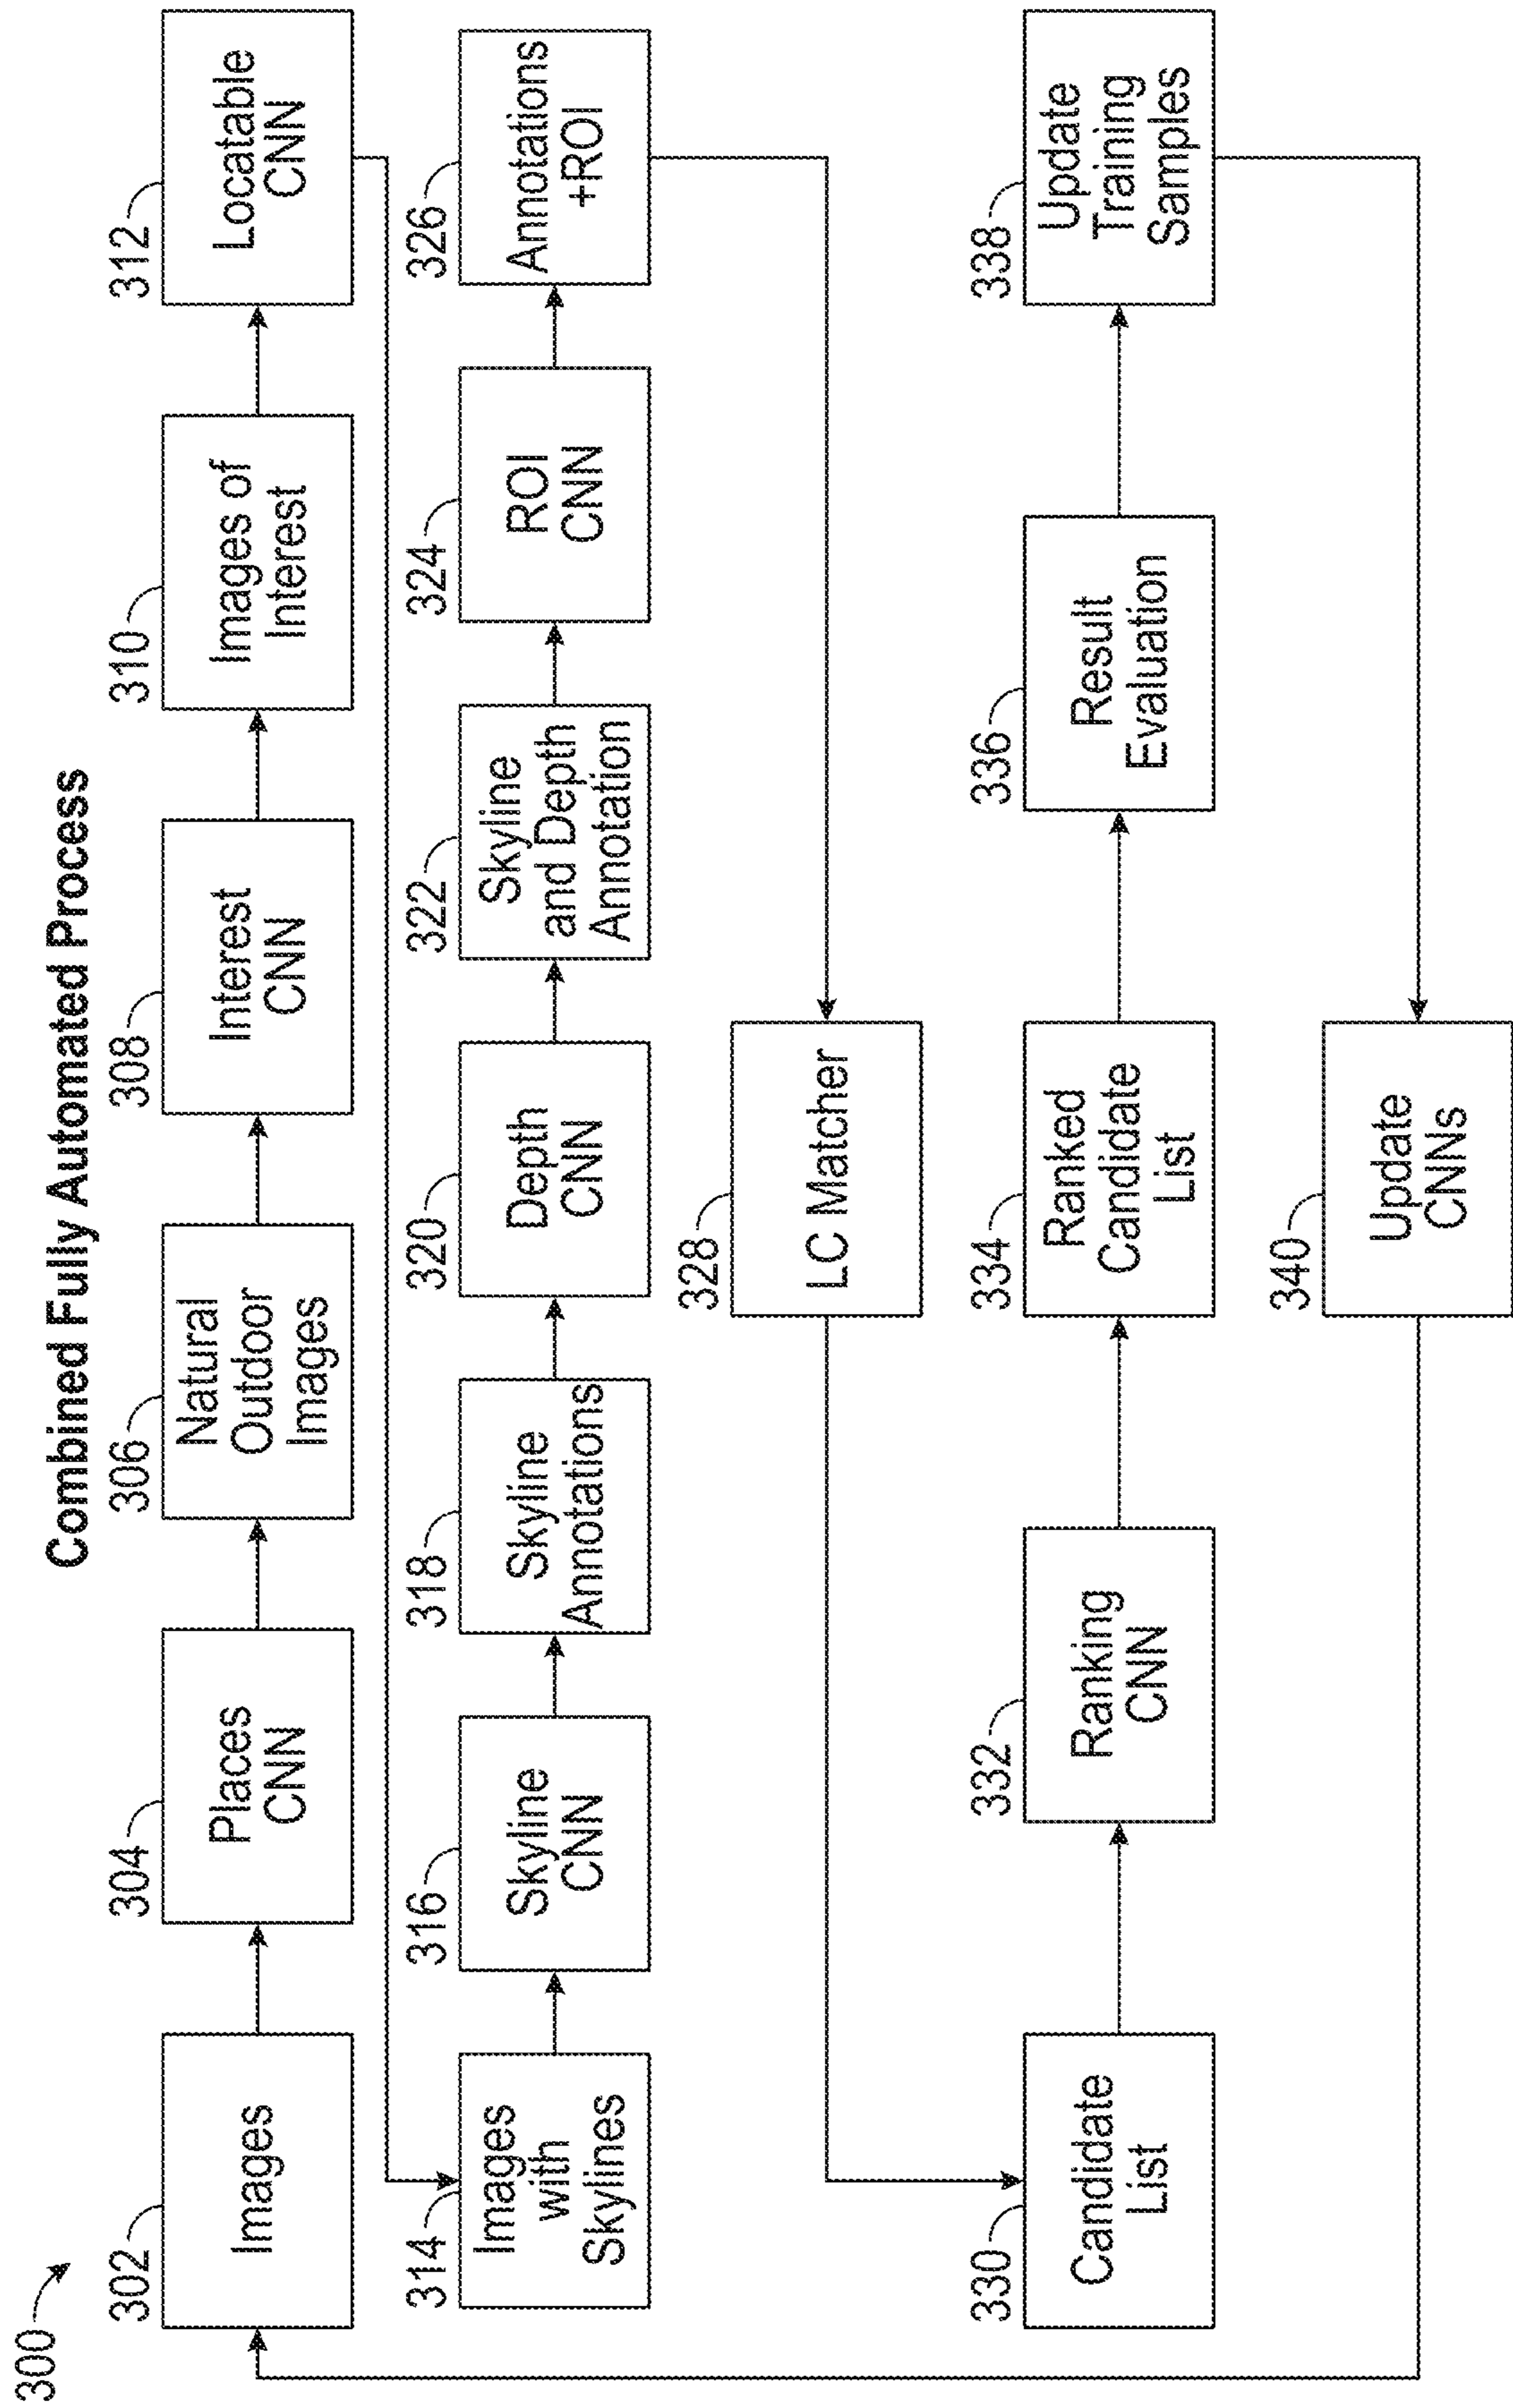 Combined Fully Automated Process
300
302
Images
304
Places
CNN
306
Natural
Outdoor
Images
308
Interest
CNN
310
Images of
Interest
312
Locatable
CNN
314
Images
with
Skylines
316
Skyline
CNN
318
Skyline
Annotations
320
Depth
CNN
322
Skyline
and Depth
Annotation
324
ROI
CNN
326
Annotations
+ROI
328
LC Matcher
330
Candidate
List
332
Ranking
CNN
334
Ranked
Candidate
List
336
Result
Evaluation
338
Update
Training
Samples
340
Update
CNNs